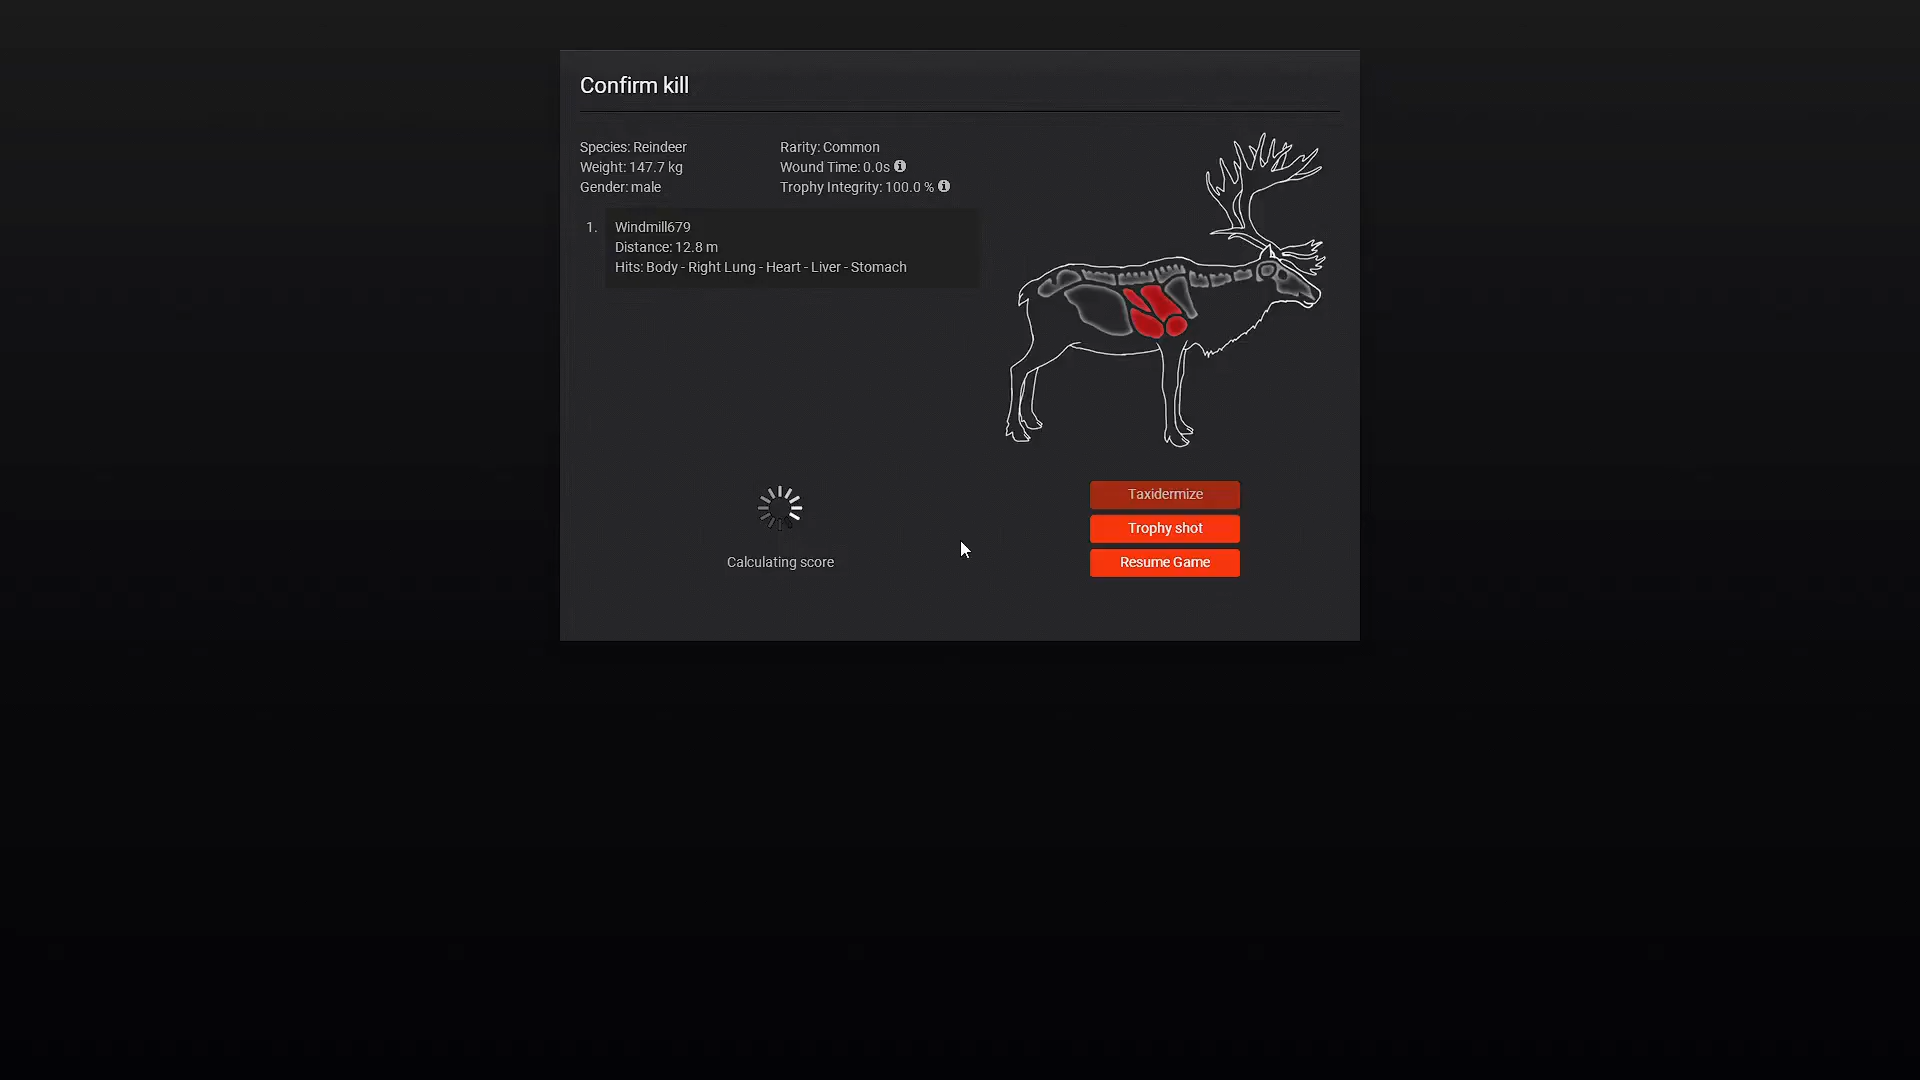 Confirm kill
Species: Reindeer
Weight: 147.7 kg
Gender: male
Rarity: Common
Wound Time: 0.0s
Trophy Integrity: 100.0 %
1.
Windmill679
Distance: 12.8 m
Hits: Body - Right Lung - Heart - Liver - Stomach
Calculating score
Taxidermize
Trophy shot
Resume Game